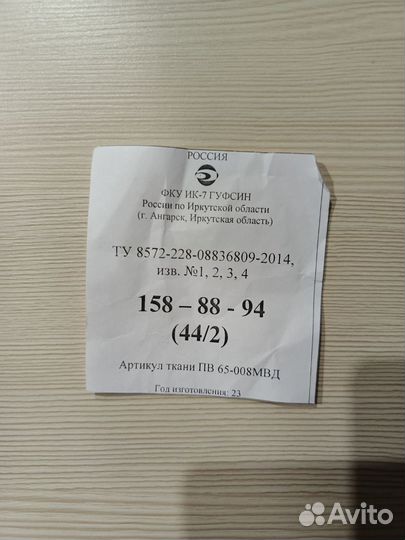 РОССИЯ
ФКУ ИК-7 ГУФСИН
России по Иркутской области
(г. Ангарск, Иркутская область)
ТУ 8572-228-08836809-2014,
изв. №1, 2, 3, 4
158 – 88 - 94
(44/2)
Артикул ткани ПВ 65-008МВД
Год изготовления: 23
Avito